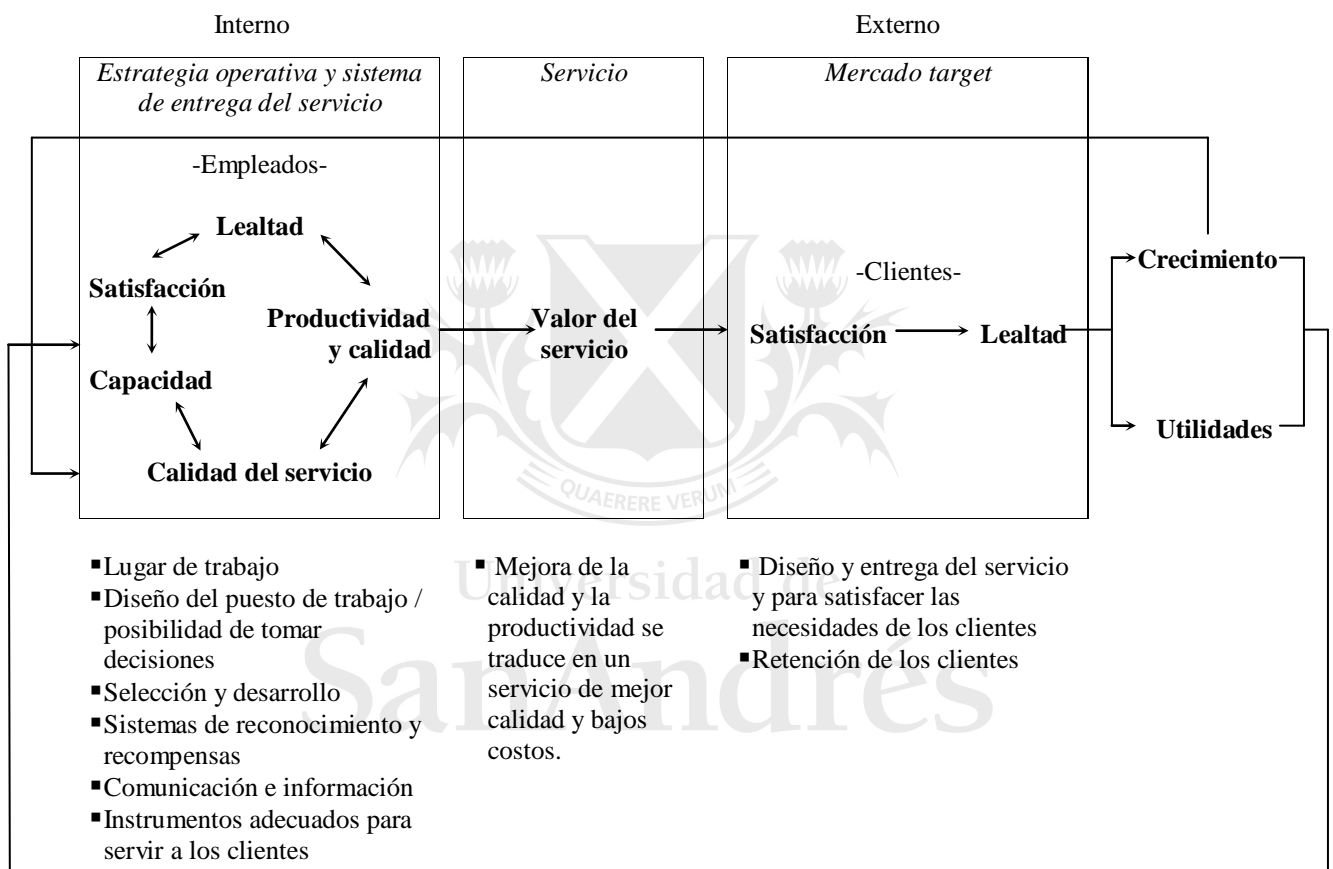 Interno
Externo
Estrategia operativa y sistema
de entrega del servicio
Servicio
Mercado target
-Empleados-
Lealtad
Satisfacción
Productividad
y calidad
Capacidad
Calidad del servicio
Valor del
servicio
-Clientes-
Satisfacción
Lealtad
Crecimiento
Utilidades
QUAERERE VERUM
Universidad de
SanAndrés
▪Lugar de trabajo
▪Diseño del puesto de trabajo /
posibilidad de tomar
decisiones
▪Selección y desarrollo
▪Sistemas de reconocimiento y
recompensas
▪Comunicación e información
▪Instrumentos adecuados para
servir a los clientes
▪ Mejora de la
calidad y la
productividad se
traduce en un
servicio de mejor
calidad y bajos
costos.
▪ Diseño y entrega del servicio
y para satisfacer las
necesidades de los clientes
▪Retención de los clientes